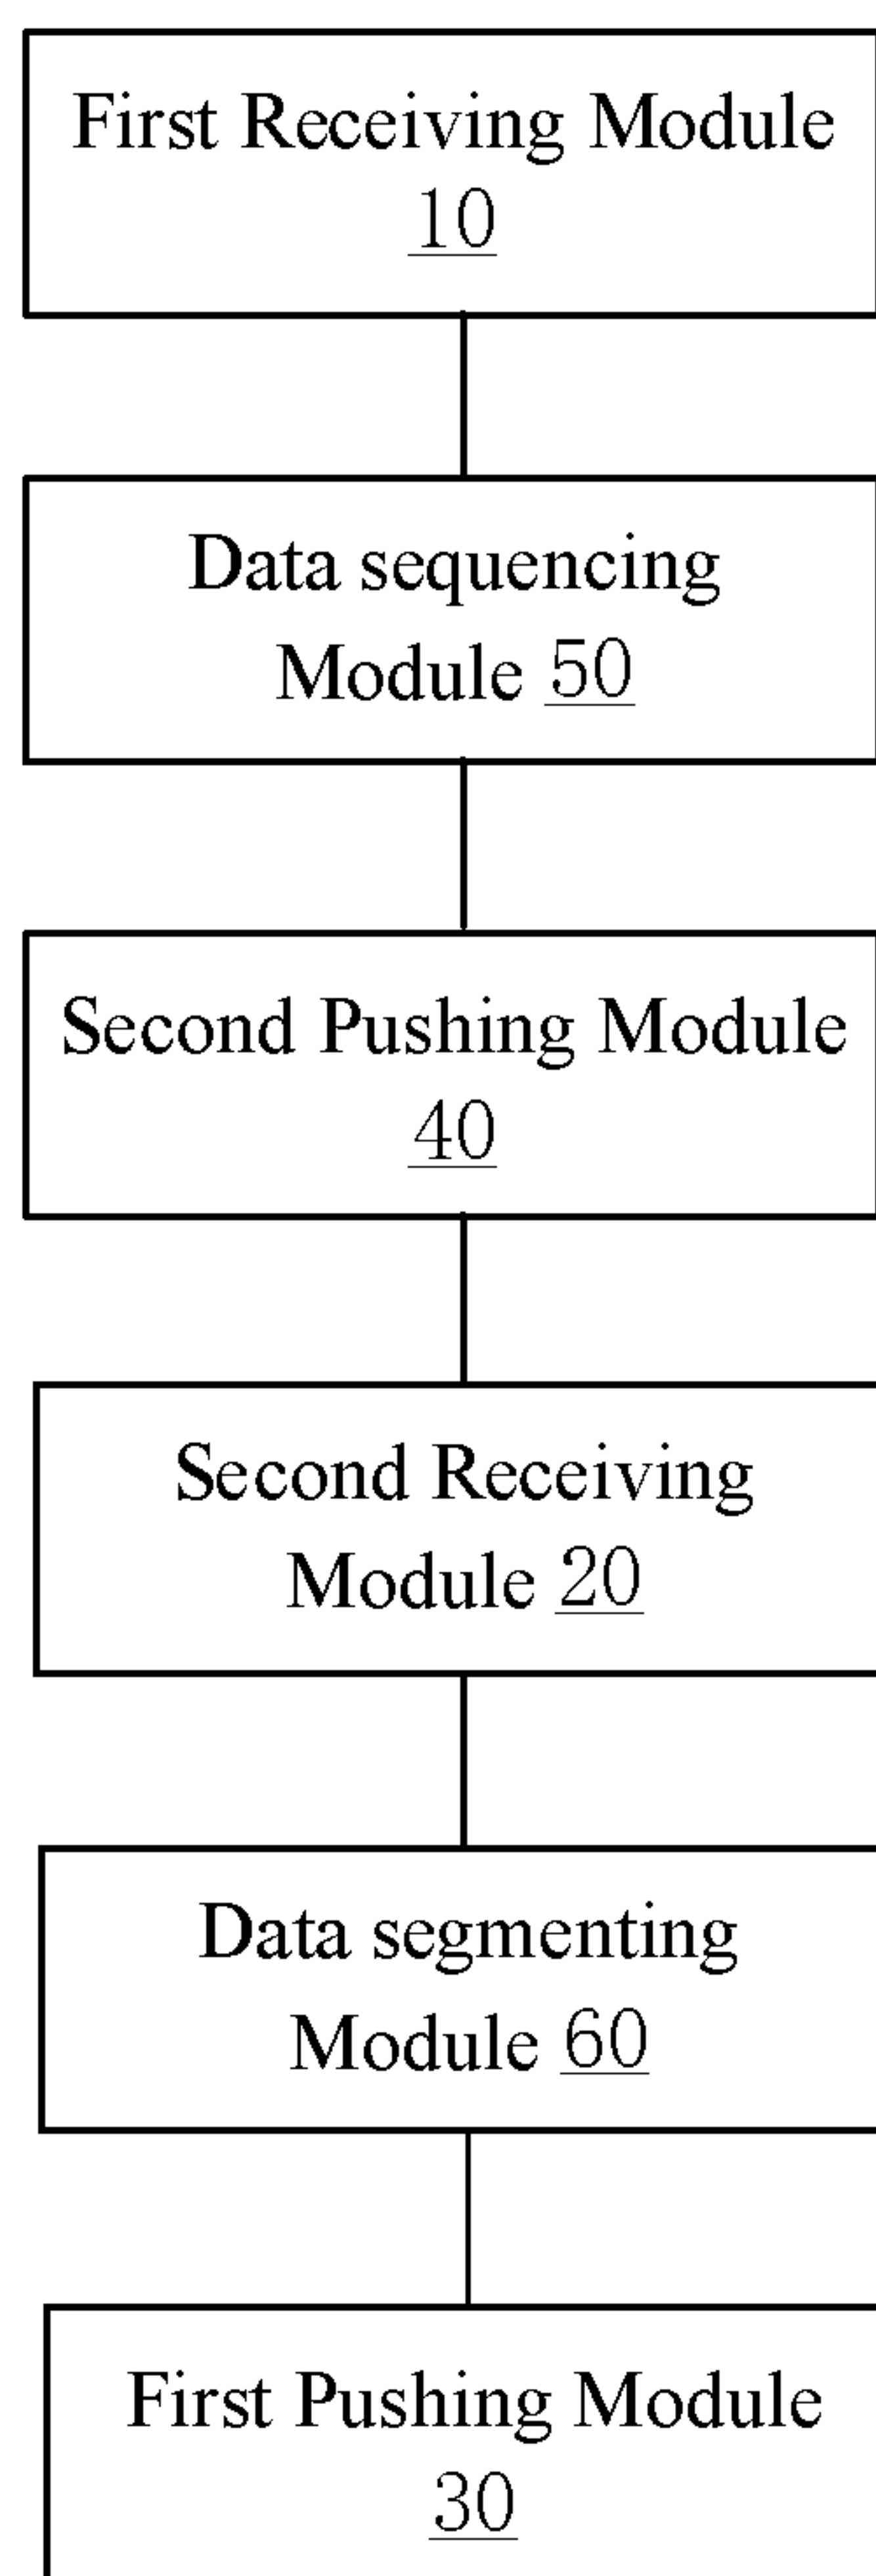 First Receiving Module
10
Data sequencing
Module 50
Second Pushing Module
40
Second Receiving
Module 20
Data segmenting
Module 60
First Pushing Module
30